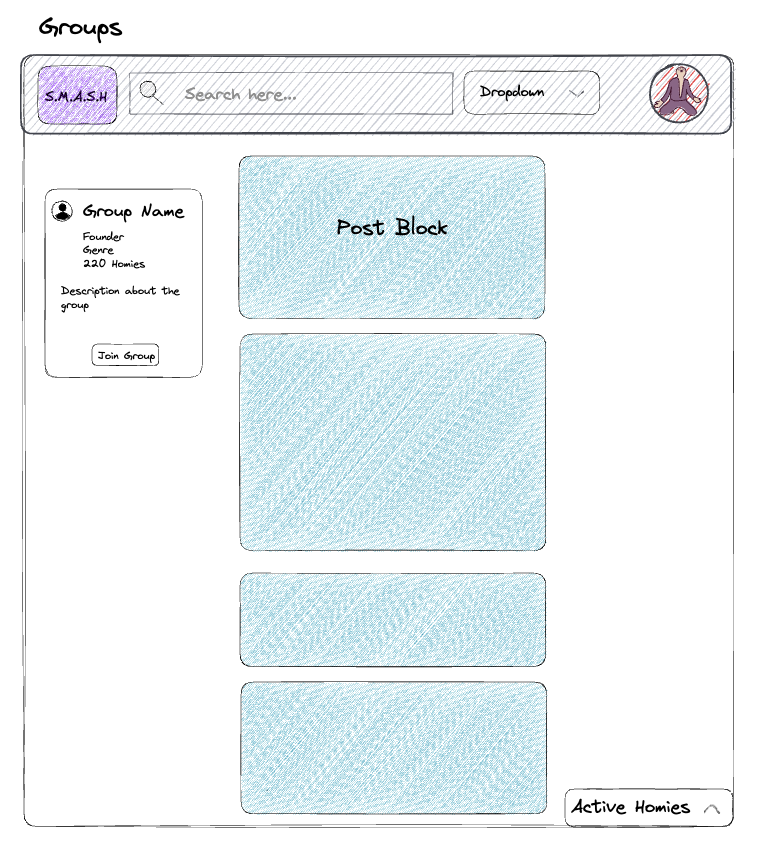 Groups
S.M.A.S.H
Search here...
Dropdown
Group Name
Founder
Genre
220 Homies
Description about the
group
Join Group
Post Block
Active Homies